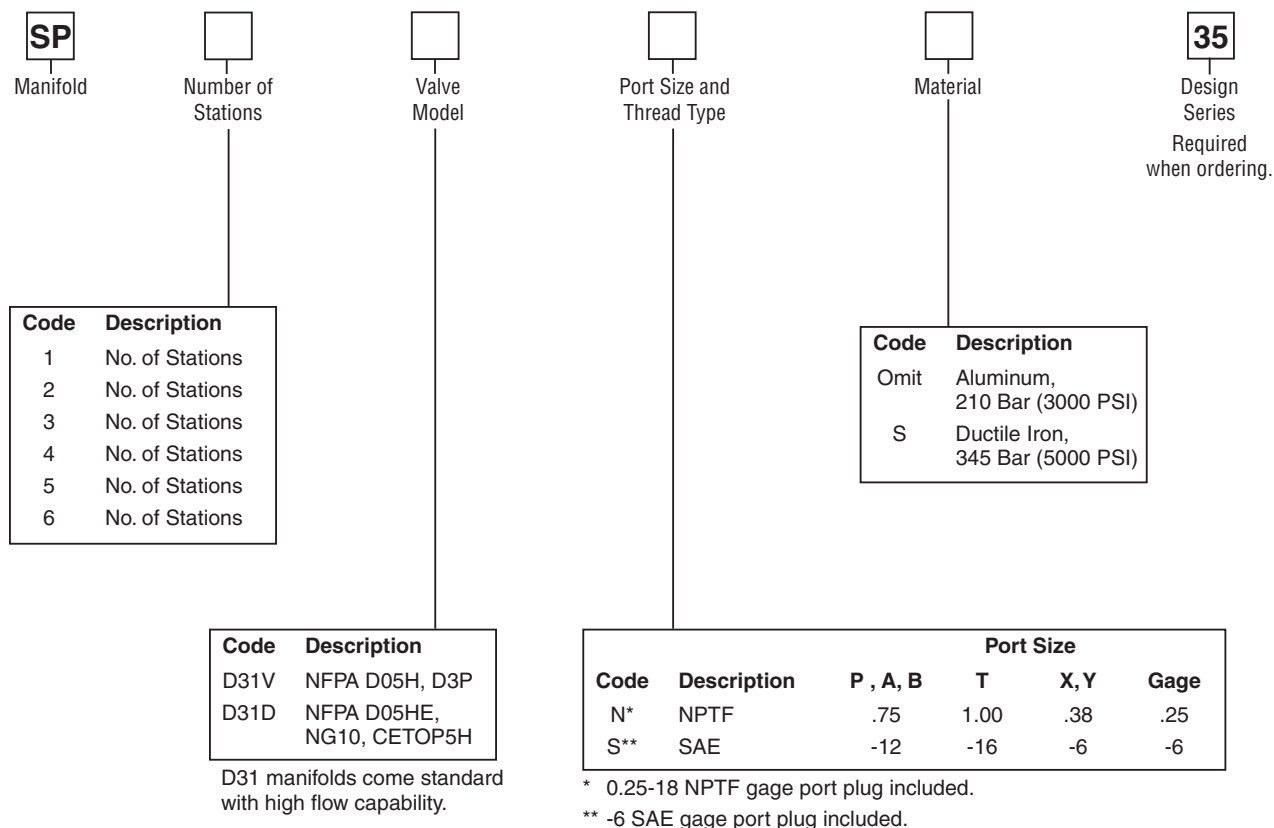 SP 35
Manifold Number of Stations Valve Model Port Size and Thread Type Material Design Series
Required when ordering.
Code Description
1 No. of Stations
2 No. of Stations
3 No. of Stations
4 No. of Stations
5 No. of Stations
6 No. of Stations
Code Description
Omit Aluminum,
210 Bar (3000 PSI)
S Ductile Iron,
345 Bar (5000 PSI)
Code Description
D31V NFPA D05H, D3P
D31D NFPA D05HE,
NG10, CETOP5H
D31 manifolds come standard
with high flow capability.
Port Size
Code Description P , A, B T X, Y Gage
N* NPTF .75 1.00 .38 .25
S** SAE -12 -16 -6 -6
* 0.25-18 NPTF gage port plug included.
** -6 SAE gage port plug included.